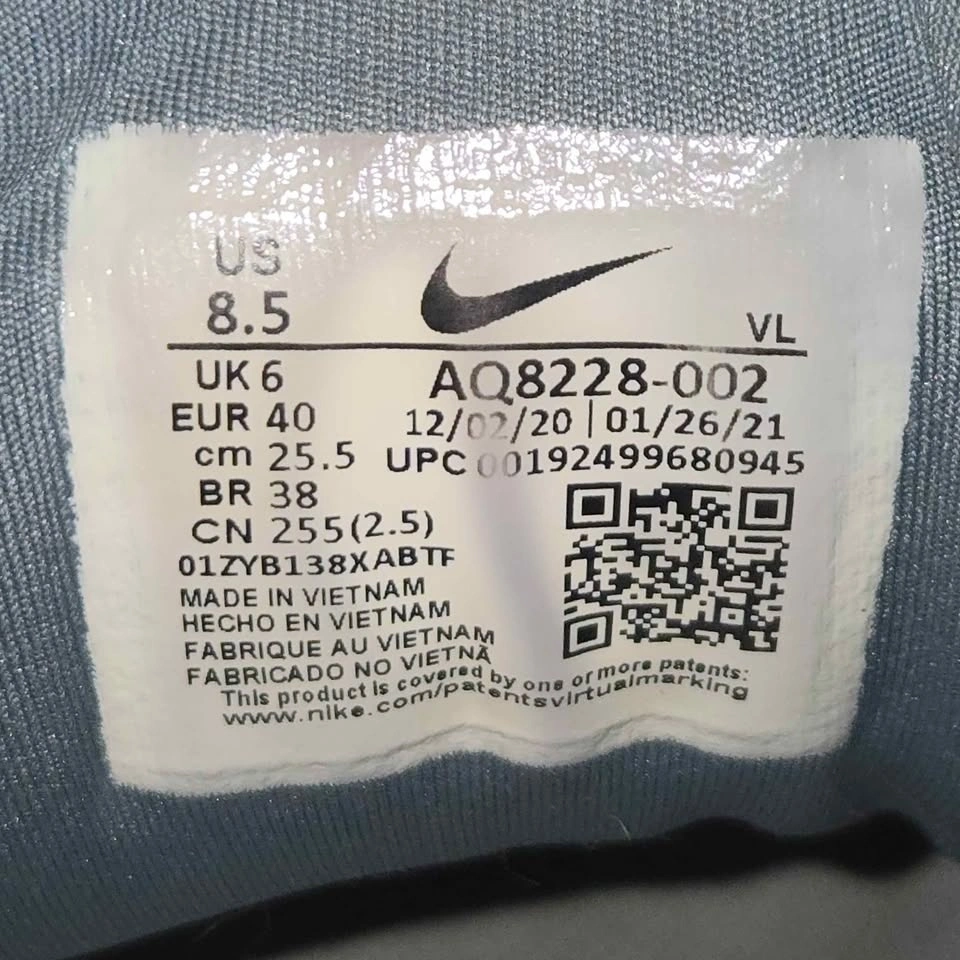 US
8.5
VL
UK 6
EUR 40
cm 25.5
BR 38
CN 255(2.5)
AQ8228-002
12/02/20 | 01/26/21
UPC 00192499680945
01ZYB138XABTF
MADE IN VIETNAM
HECHO EN VIETNAM
FABRIQUE AU VIETNAM
FABRICADO NO VIETNÃ
This product is covered by one or more patents:
www.nike.com/patentsvirtualmarking